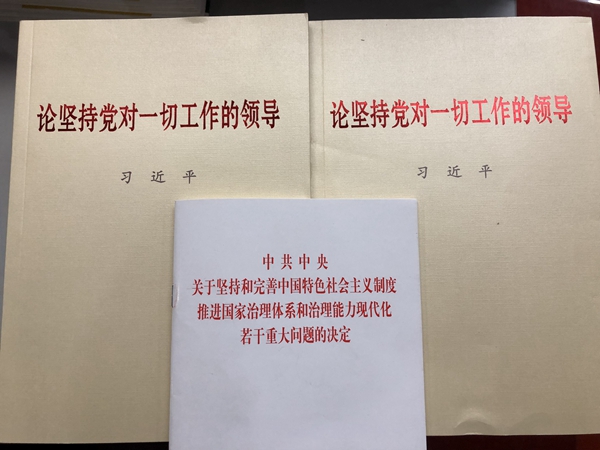 论坚持党对一切工作的领导
习近平
论坚持党对一切工作的领导
习近平
中共中央
关于坚持和完善中国特色社会主义制度
推进国家治理体系和治理能力现代化
若干重大问题的决定